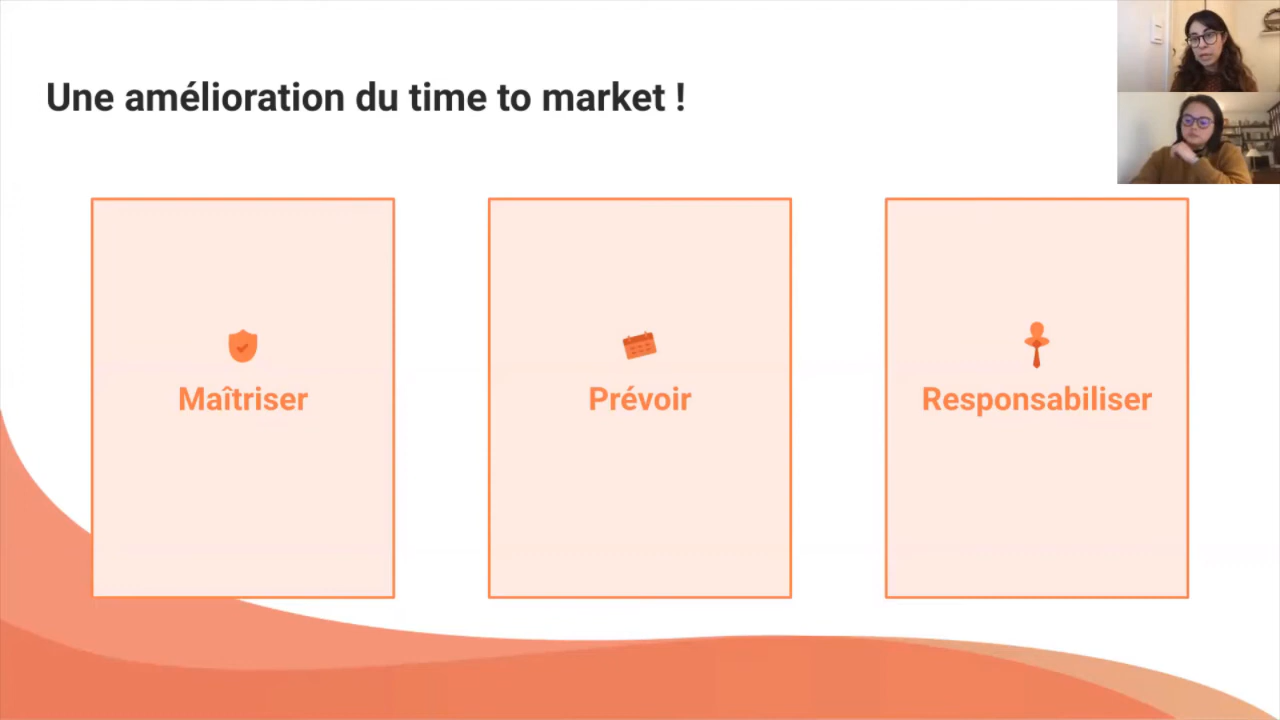 Une amélioration du time to market !
Maîtriser
Prévoir
Responsabiliser